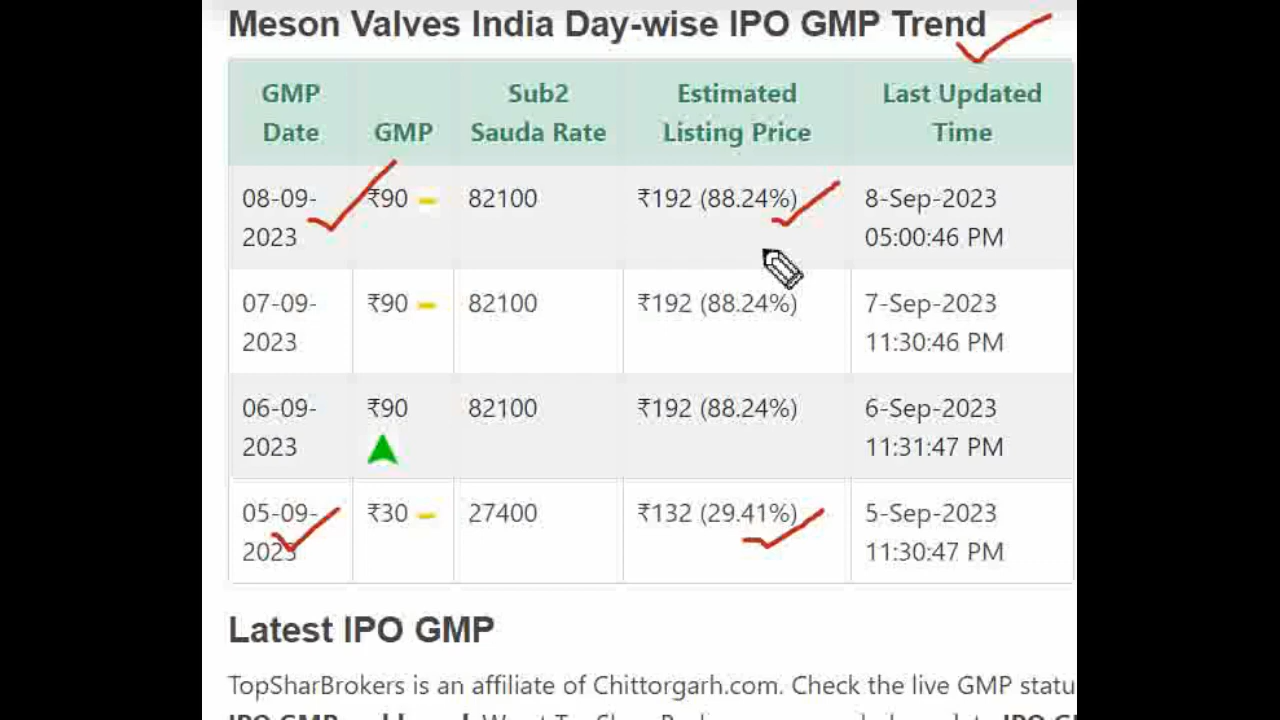 Meson Valves India Day-wise IPO GMP Trend
GMP Date GMP Sub2 Sauda Rate Estimated Listing Price Last Updated Time
08-09-2023 ₹90 82100 ₹192 (88.24%) 8-Sep-2023 05:00:46 PM
07-09-2023 ₹90 82100 ₹192 (88.24%) 7-Sep-2023 11:30:46 PM
06-09-2023 ₹90 82100 ₹192 (88.24%) 6-Sep-2023 11:31:47 PM
05-09-2023 ₹30 27400 ₹132 (29.41%) 5-Sep-2023 11:30:47 PM
Latest IPO GMP
TopSharBrokers is an affiliate of Chittorgarh.com. Check the live GMP statu